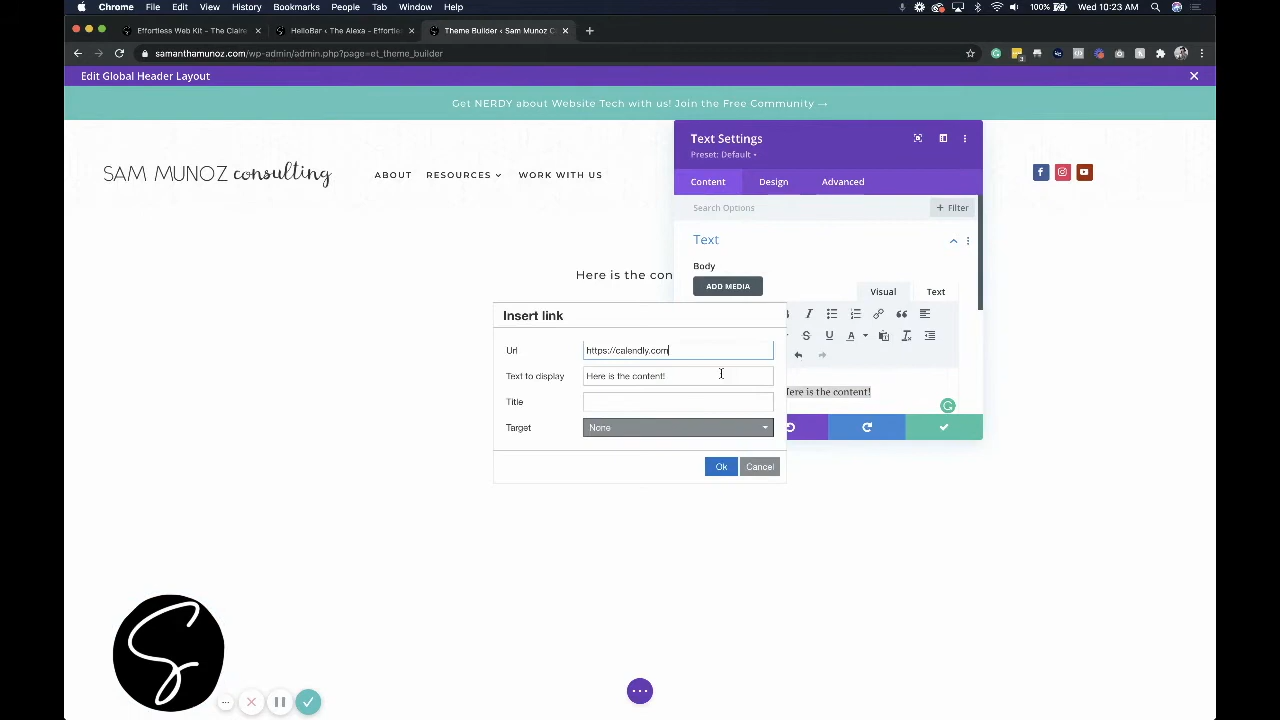 Chrome File Edit View History Bookmarks People Tab Window Help 100% Wed 10:23 AM
Effortless Web Kit - The Claire × HelloBar ‹ The Alexa - Effortle × Theme Builder ‹ Sam Munoz C × +
samanthamunoz.com/wp-admin/admin.php?page=et_theme_builder
Edit Global Header Layout
Get NERDY about Website Tech with us! Join the Free Community →
Text Settings
Preset: Default
SAM MUNOZ consulting ABOUT RESOURCES WORK WITH US
Content Design Advanced
Search Options + Filter
Text
Body
Here is the con
ADD MEDIA
Visual Text
Insert link
Url https://calendly.com
Text to display Here is the content!
Here is the content!
Title
Target None
Ok Cancel